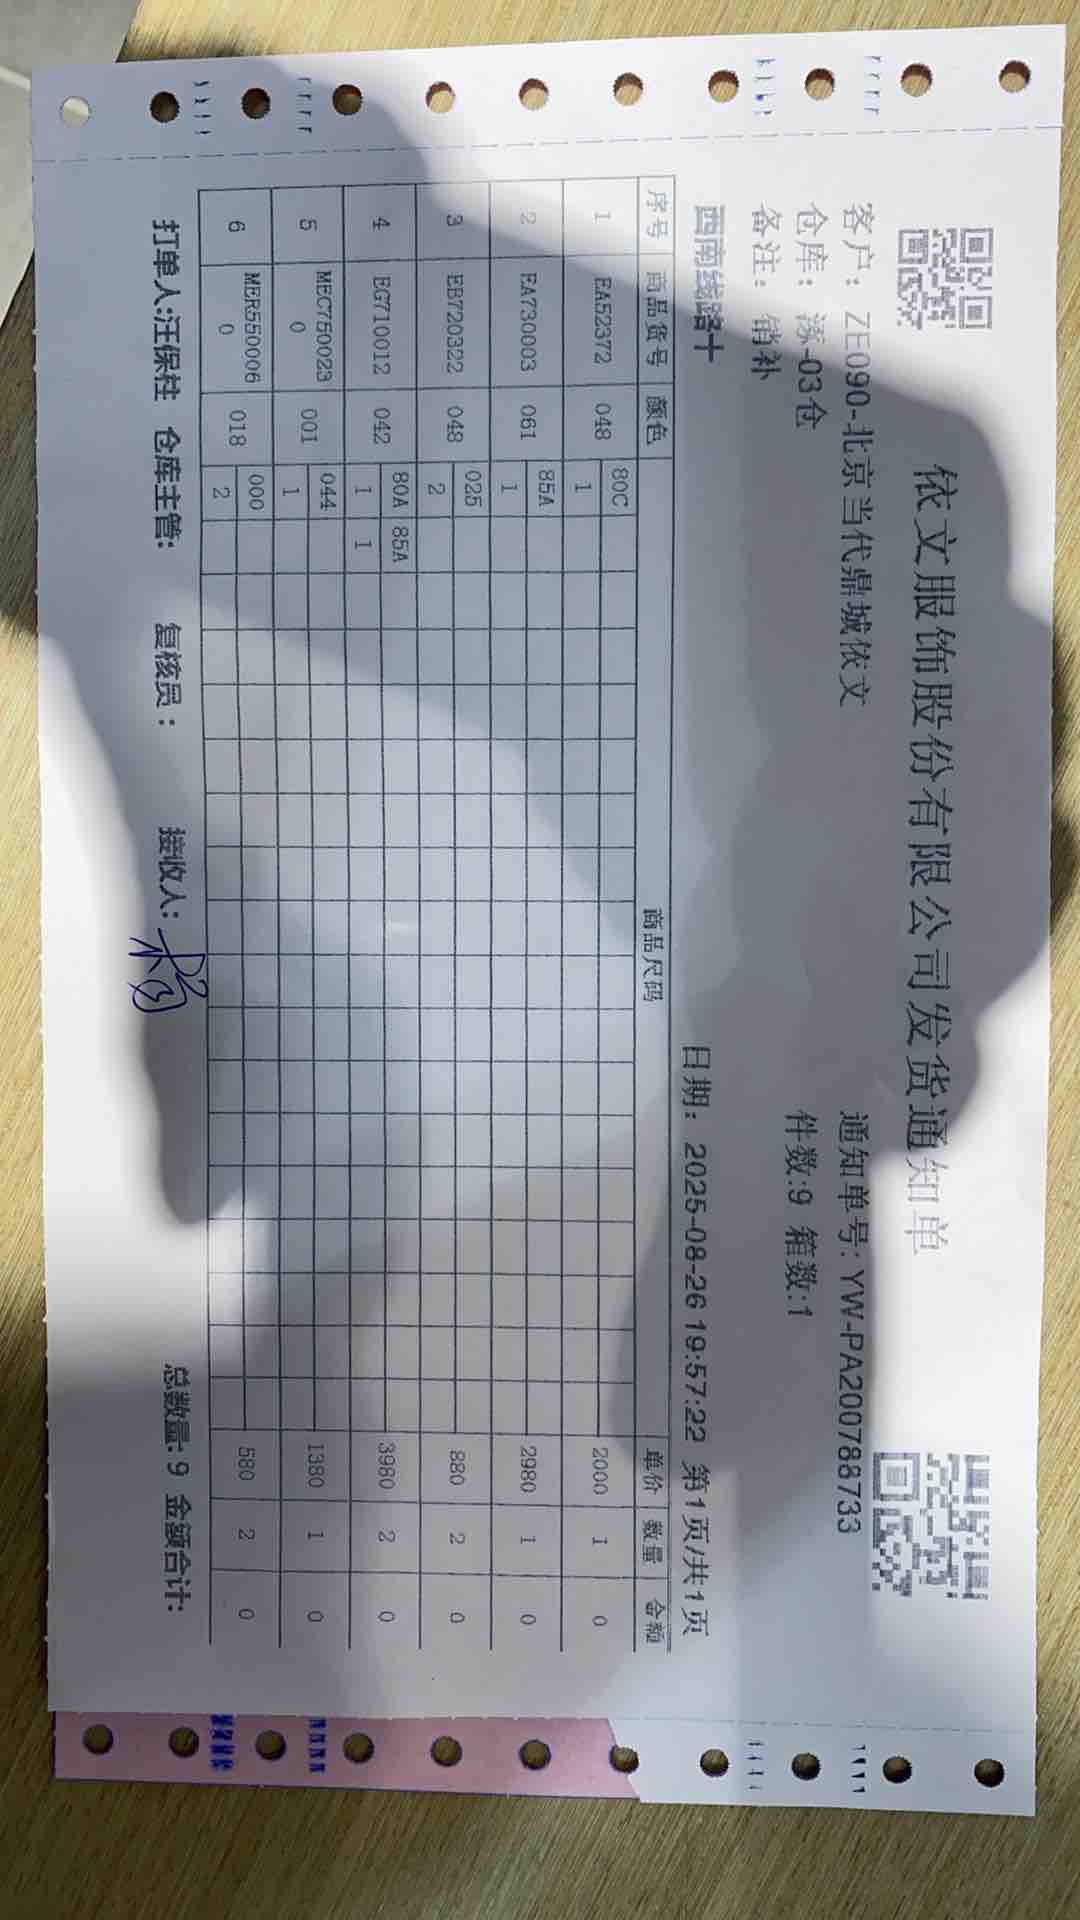 依文服饰股份有限公司发货通知单
客户: ZE090-北京当代鼎城依文 通知单号: YW-PA200788733
仓库: 涿-03仓 件数:9 箱数:1
备注: 销补
西南线路十 日期: 2025-08-26 19:57:22 第1页/共1页
序号 商品货号 颜色 商品尺码 单价 数量 金额
80C
1 EA52372 048 1 2000 1 0
85A
2 EA730003 061 1 2980 1 0
025
3 EB720322 048 2 880 2 0
80A 85A
4 EG710012 042 1 1 3980 2 0
044
5 MEC7500230 001 1 1380 1 0
000
6 MER5500060 018 2 580 2 0
打单人:汪保柱 仓库主管: 复核员: 接收人: 总数量:9 金额合计: